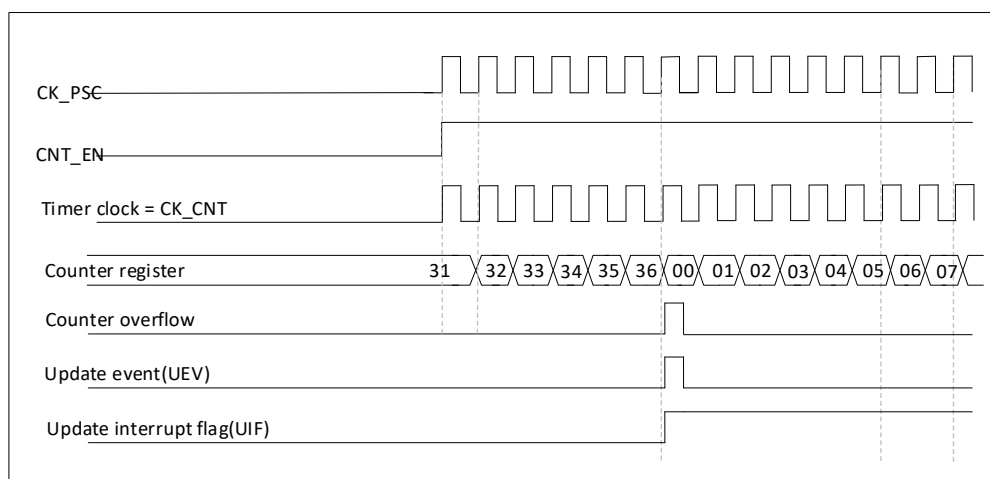 CK_PSC
CNT_EN
Timer clock = CK_CNT
Counter register 31 32 33 34 35 36 00 01 02 03 04 05 06 07
Counter overflow
Update event(UEV)
Update interrupt flag(UIF)